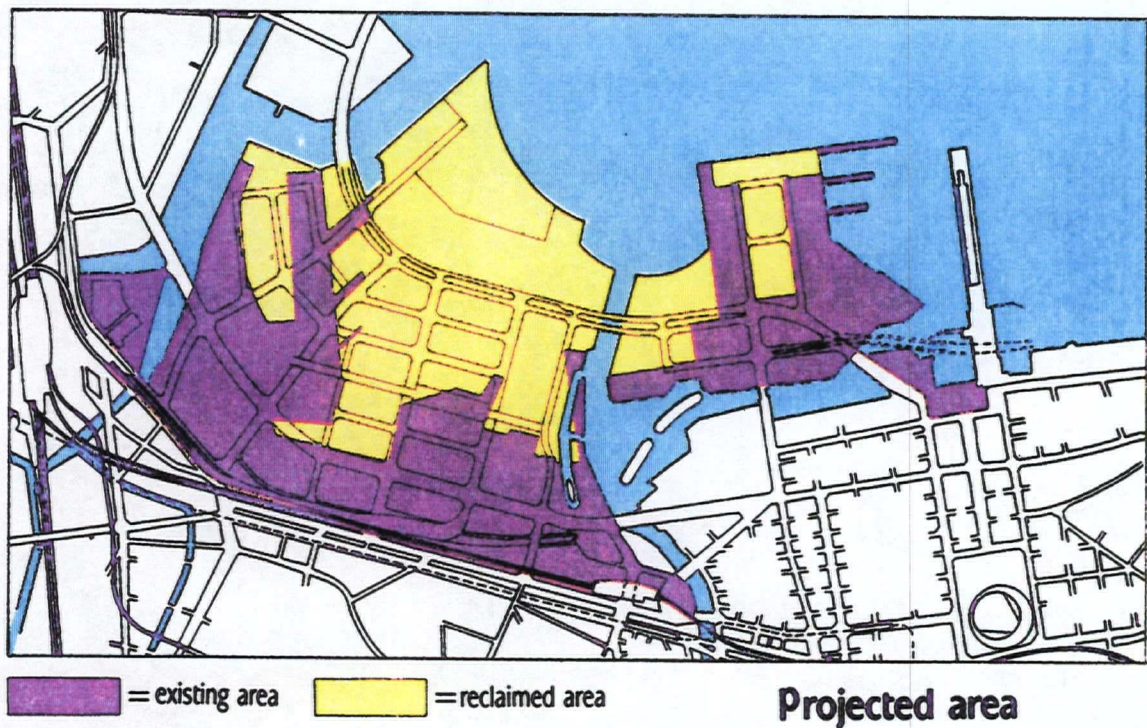 = existing area
= reclaimed area
Projected area